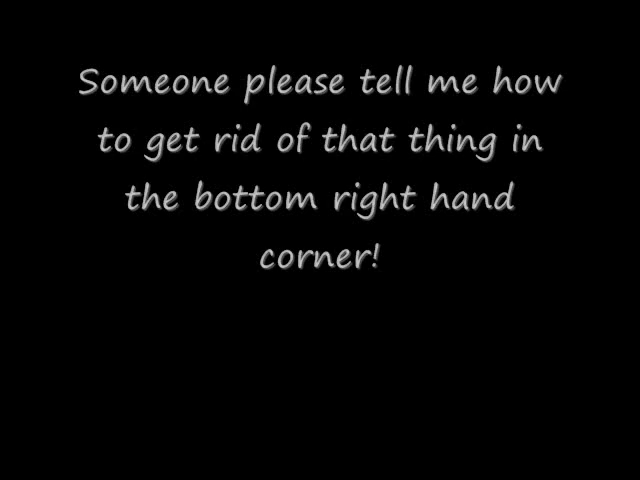 Someone please tell me how
to get rid of that thing in
the bottom right hand
corner!